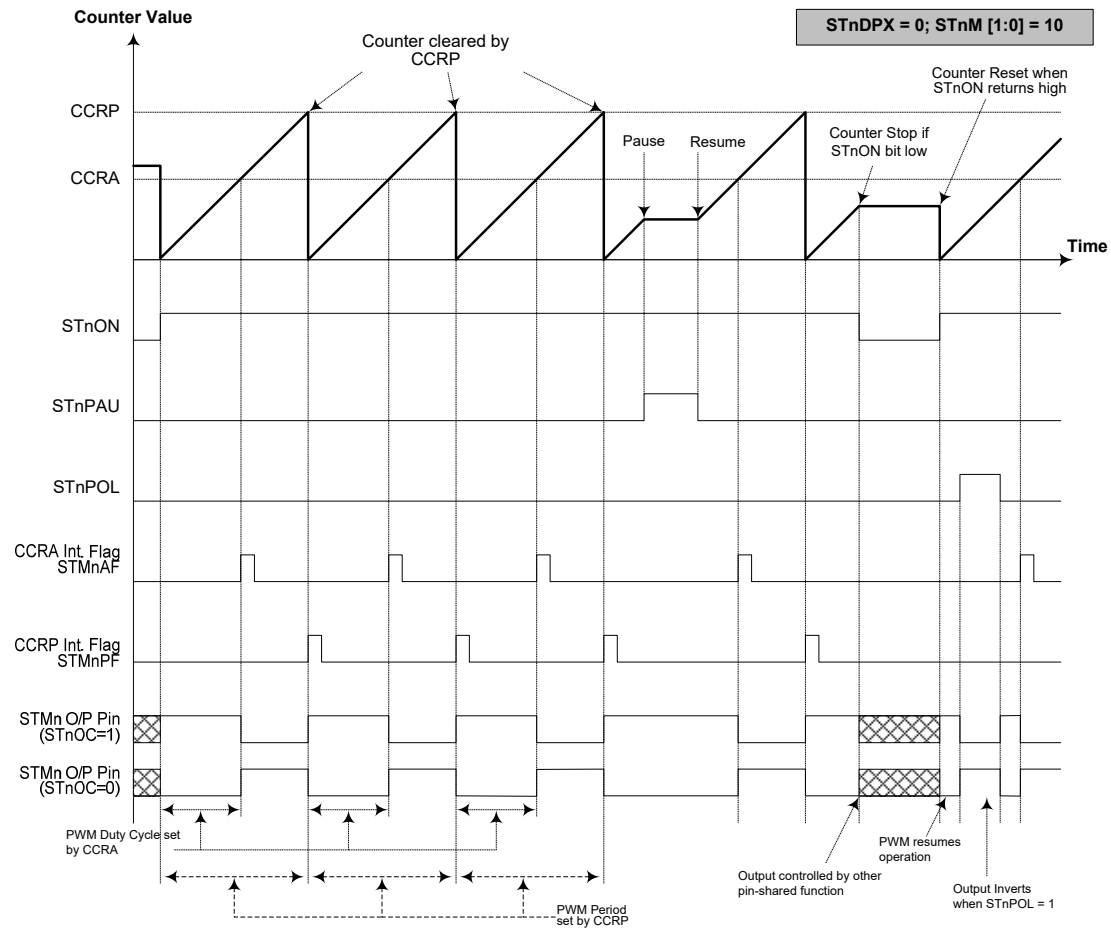 Counter Value
STnDPX = 0; STnM [1:0] = 10
Counter cleared by
CCRP
Counter Reset when
STnON returns high
CCRP
Pause
Resume
Counter Stop if
STnON bit low
CCRA
Time
STnON
STnPAU
STnPOL
CCRA Int. Flag
STMnAF
CCRP Int. Flag
STMnPF
STMn O/P Pin
(STnOC=1)
STMn O/P Pin
(STnOC=0)
PWM Duty Cycle set
by CCRA
PWM resumes
operation
Output controlled by other
pin-shared function
Output Inverts
when STnPOL = 1
PWM Period
set by CCRP